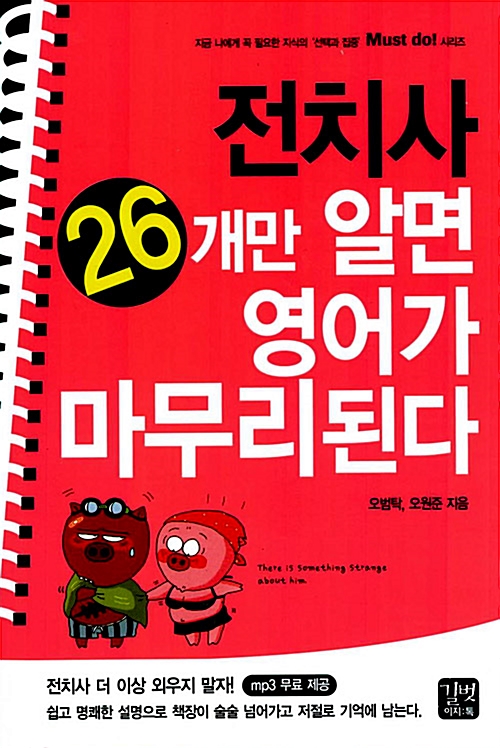 지금 나에게 꼭 필요한 지식의 '선택과 집중' Must do! 시리즈
전치사
26개만 알면
영어가
마무리된다
오범탁, 오원준 지음
There is something strange
about him.
전치사 더 이상 외우지 말자! mp3 무료 제공
쉽고 명쾌한 설명으로 책장이 술술 넘어가고 저절로 기억에 남는다.
길벗
이지:톡